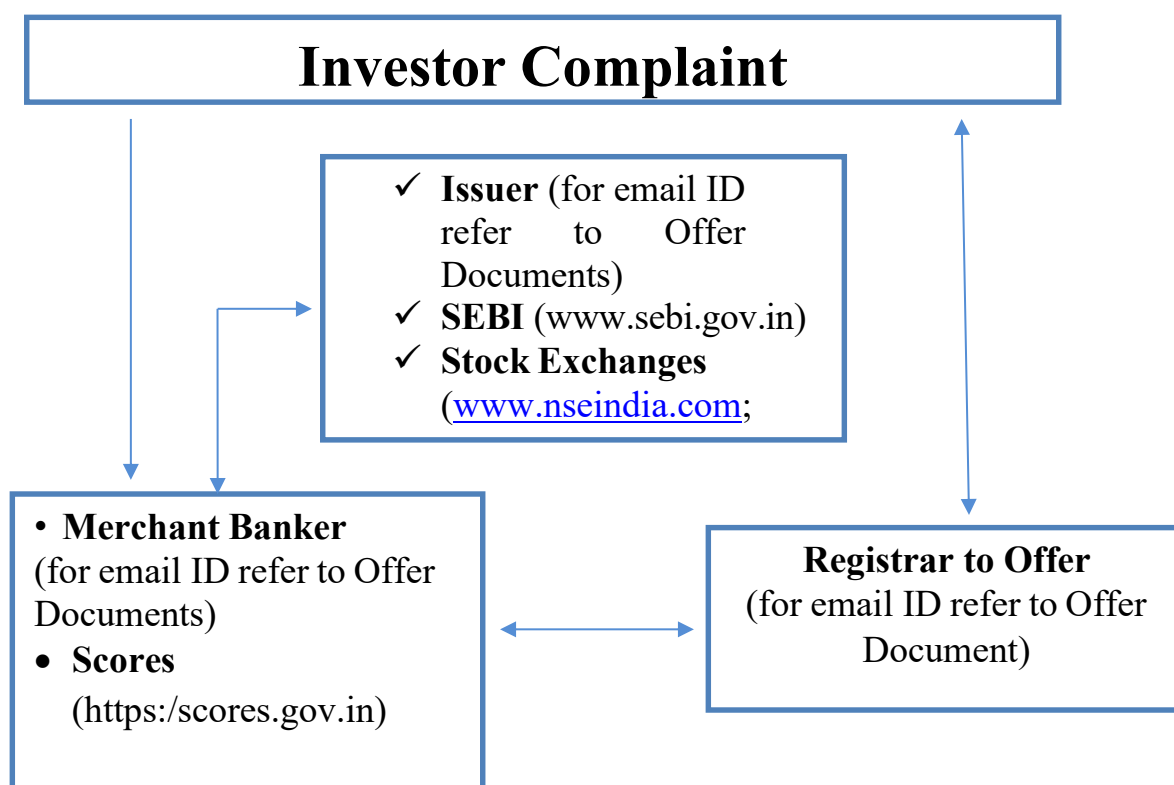 Investor Complaint
✓ Issuer (for email ID
refer to Offer
Documents)
✓ SEBI (www.sebi.gov.in)
✓ Stock Exchanges
(www.nseindia.com;
• Merchant Banker
(for email ID refer to Offer
Documents)
• Scores
(https:/scores.gov.in)
Registrar to Offer
(for email ID refer to Offer
Document)